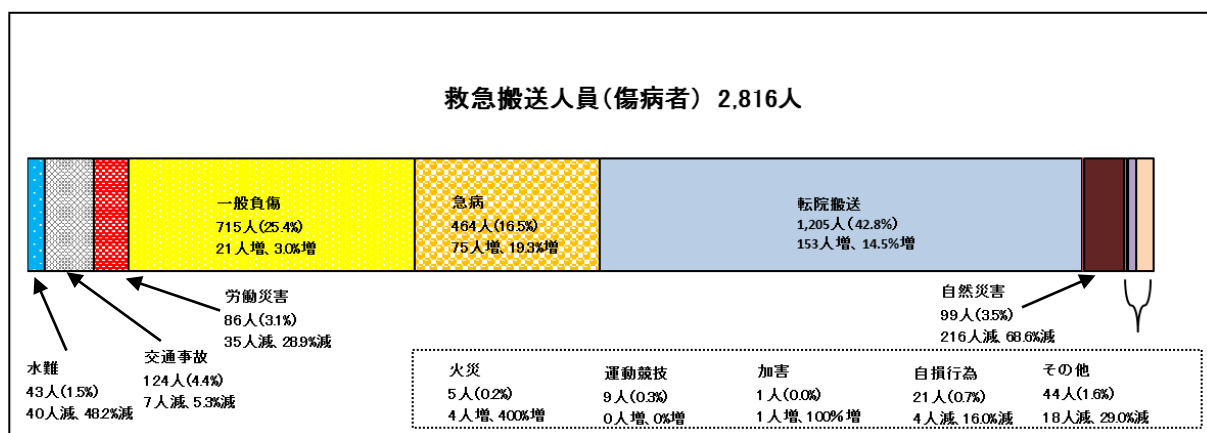 救急搬送人員(傷病者) 2,816人
一般負傷
715人(25.4%)
21人増、3.0%増
急病
464人(16.5%)
75人増、19.3%増
転院搬送
1,205人(42.8%)
153人増、14.5%増
労働災害
86人(3.1%)
35人減、28.9%減
自然災害
99人(3.5%)
216人減、68.6%減
交通事故
124人(4.4%)
7人減、5.3%減
水難
43人(1.5%)
40人減、48.2%減
火災
5人(0.2%)
4人増、400%増
運動競技
9人(0.3%)
0人増、0%増
加害
1人(0.0%)
1人増、100%増
自損行為
21人(0.7%)
4人減、16.0%減
その他
44人(1.6%)
18人減、29.0%減